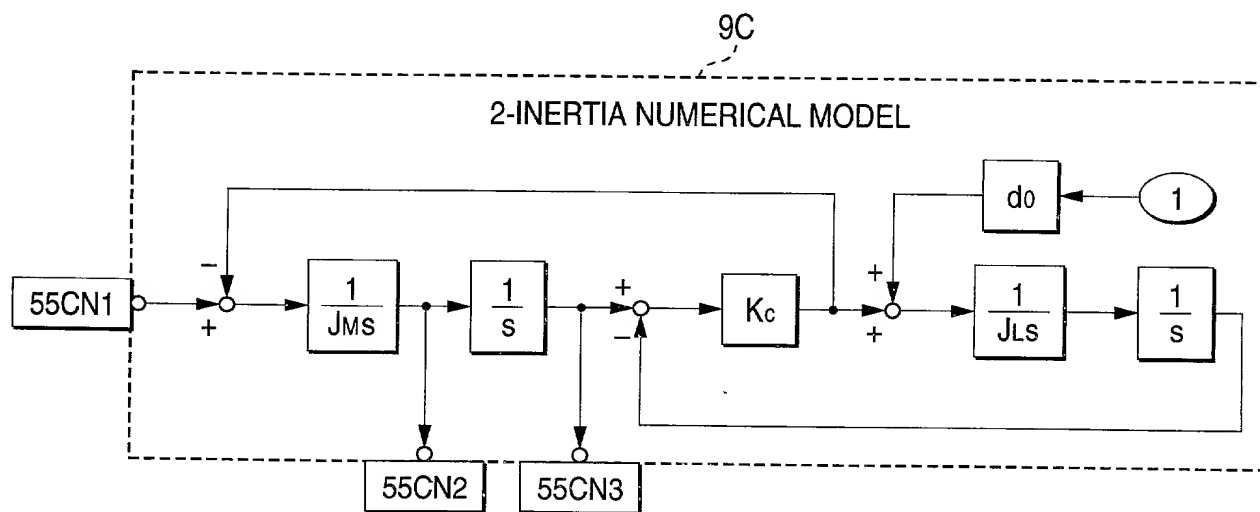 9C
2-INERTIA NUMERICAL MODEL
d0
1
−
+
55CN1
+
1
JMs
1
s
+
−
Kc
+
1
JLs
1
s
55CN2
55CN3